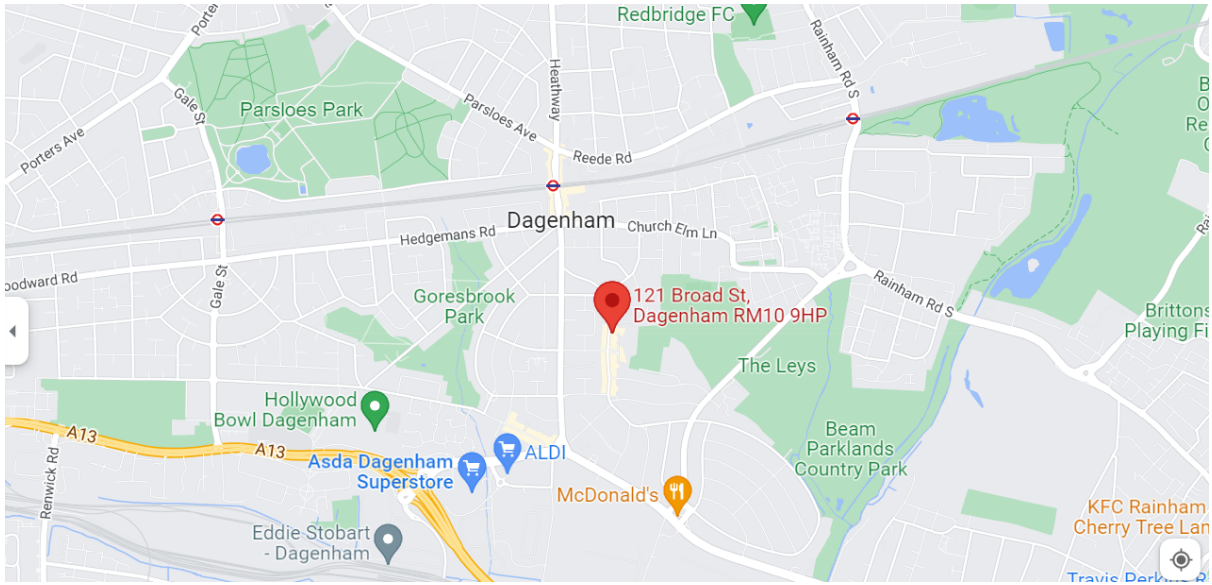 Redbridge FC
Porter
Rainham Rd S
Heathway
Gale St
Parsloes Park
Parsloes Ave
Porters Ave
Reede Rd
Dagenham
Church Elm Ln
Hedgemans Rd
oodward Rd
Gale St
Rainham Rd S
Goresbrook
Park
121 Broad St,
Dagenham RM10 9HP
Brittons
Playing Fi
The Leys
Hollywood
Bowl Dagenham
A13
A13
Beam
Parklands
Country Park
ALDI
Asda Dagenham
Superstore
Renwick Rd
McDonald's
KFC Rainham
Cherry Tree Lan
Eddie Stobart
- Dagenham
Travis Perkins R